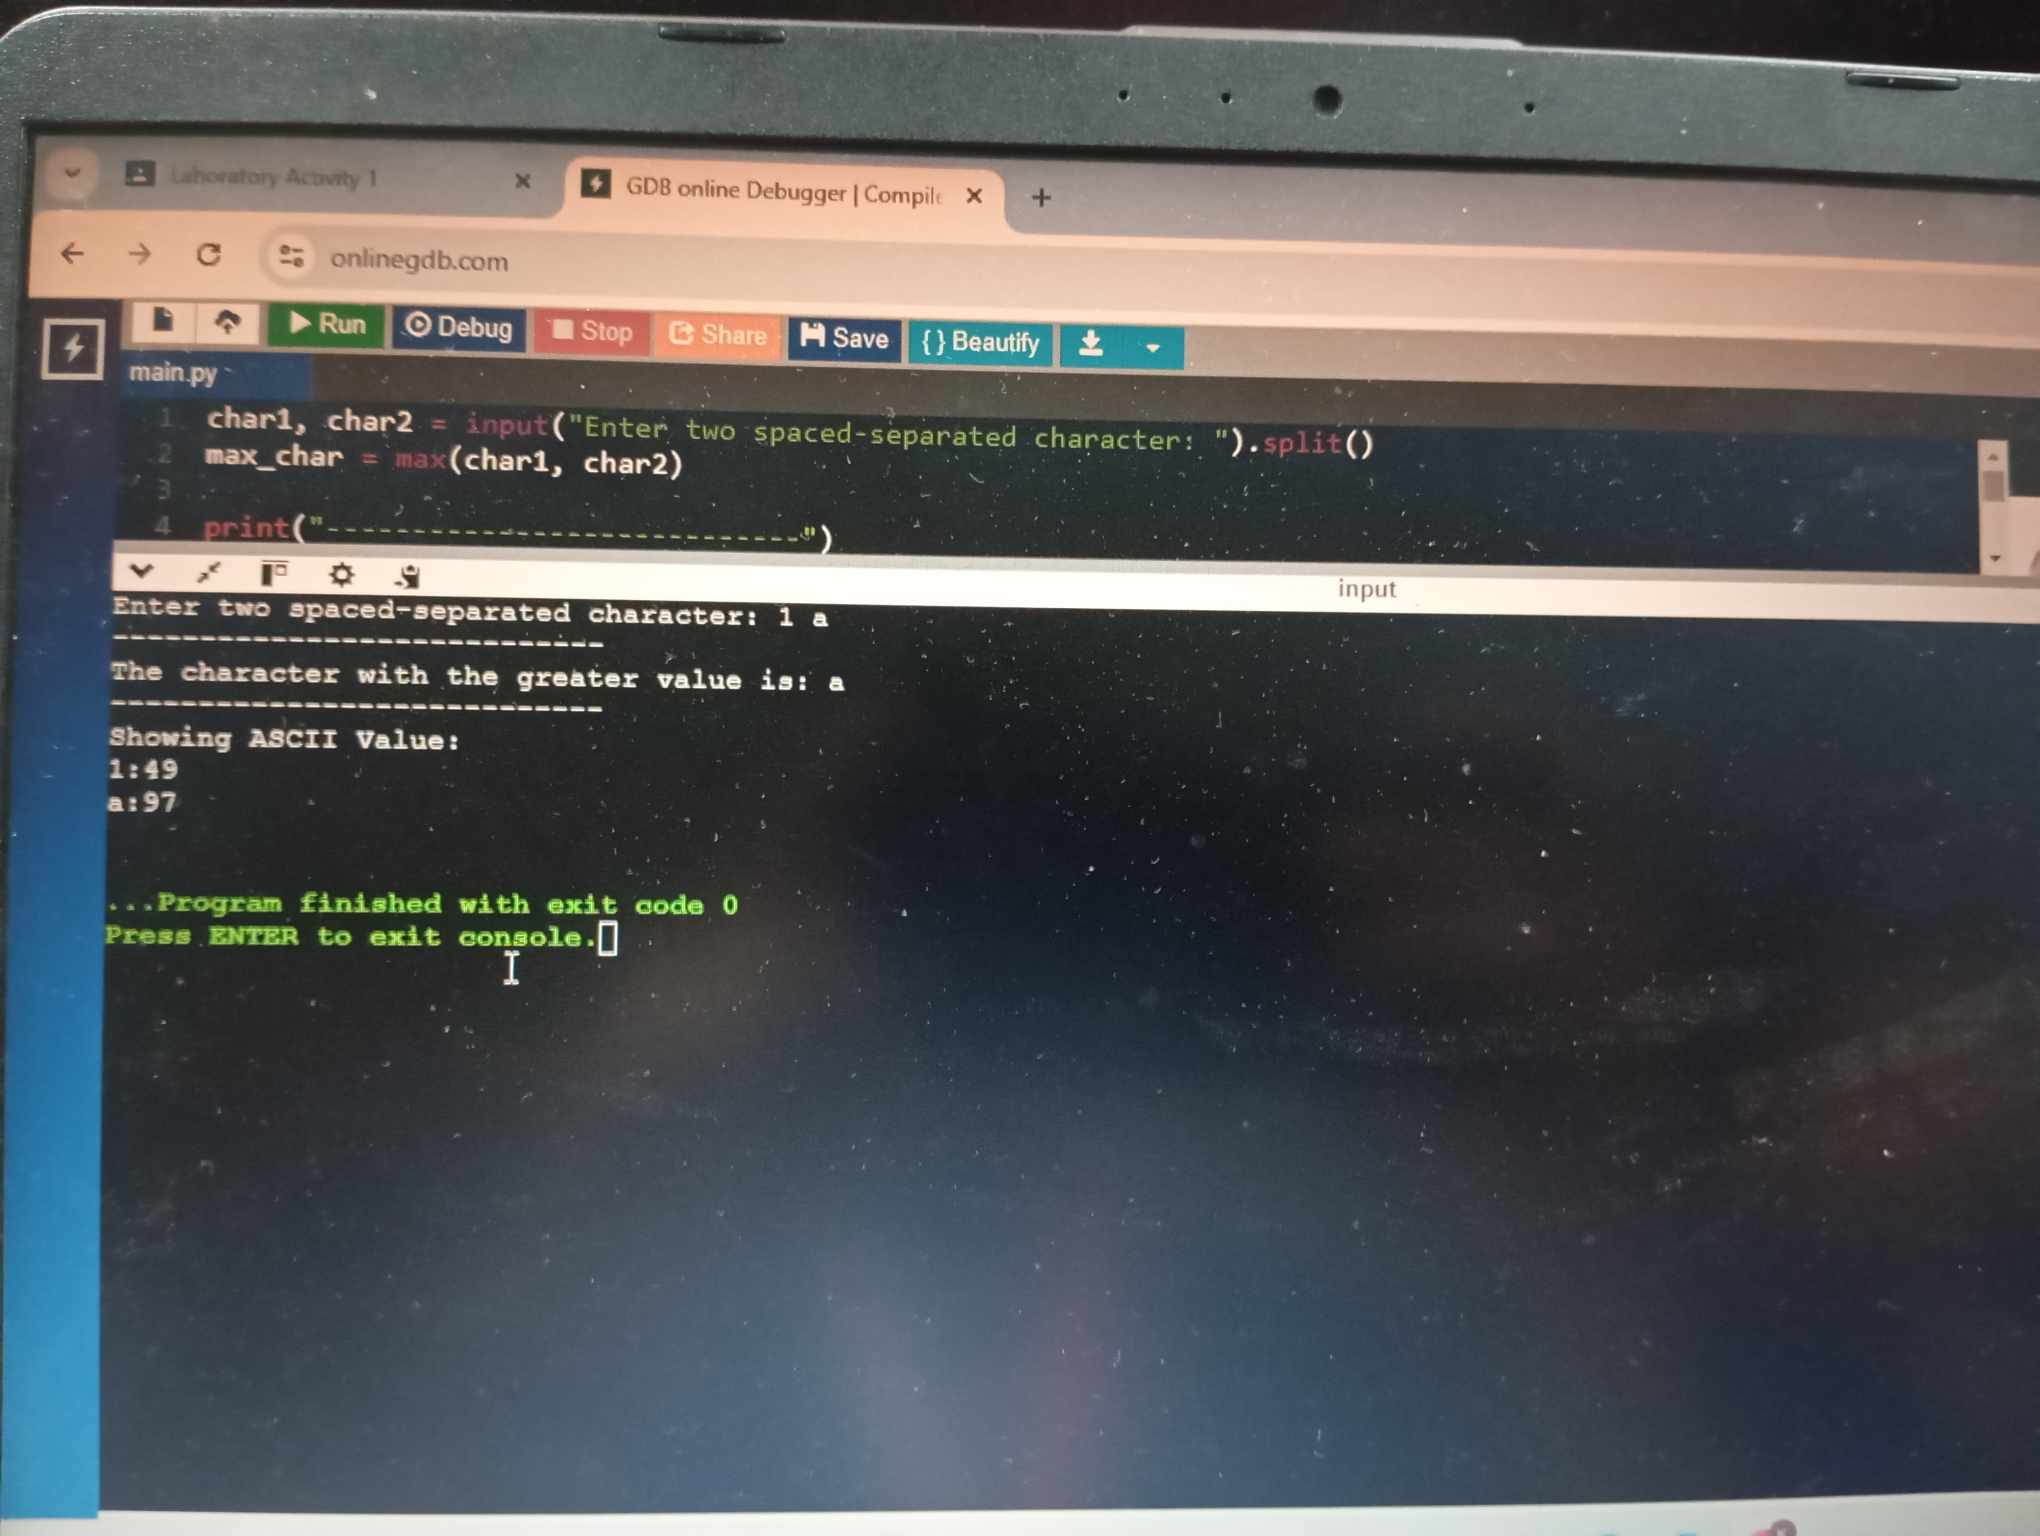 Laboratory Activity 1
GDB online Debugger | Compile
onlinegdb.com
Run Debug Stop Share Save {} Beautify
main.py
1 char1, char2 = input("Enter two spaced-separated character: ").split()
2 max_char = max(char1, char2)
3
4 print("----------------------------")
input
Enter two spaced-separated character: 1 a
----------------------------
The character with the greater value is: a
----------------------------
Showing ASCII Value:
1:49
a:97
...Program finished with exit code 0
Press ENTER to exit console.